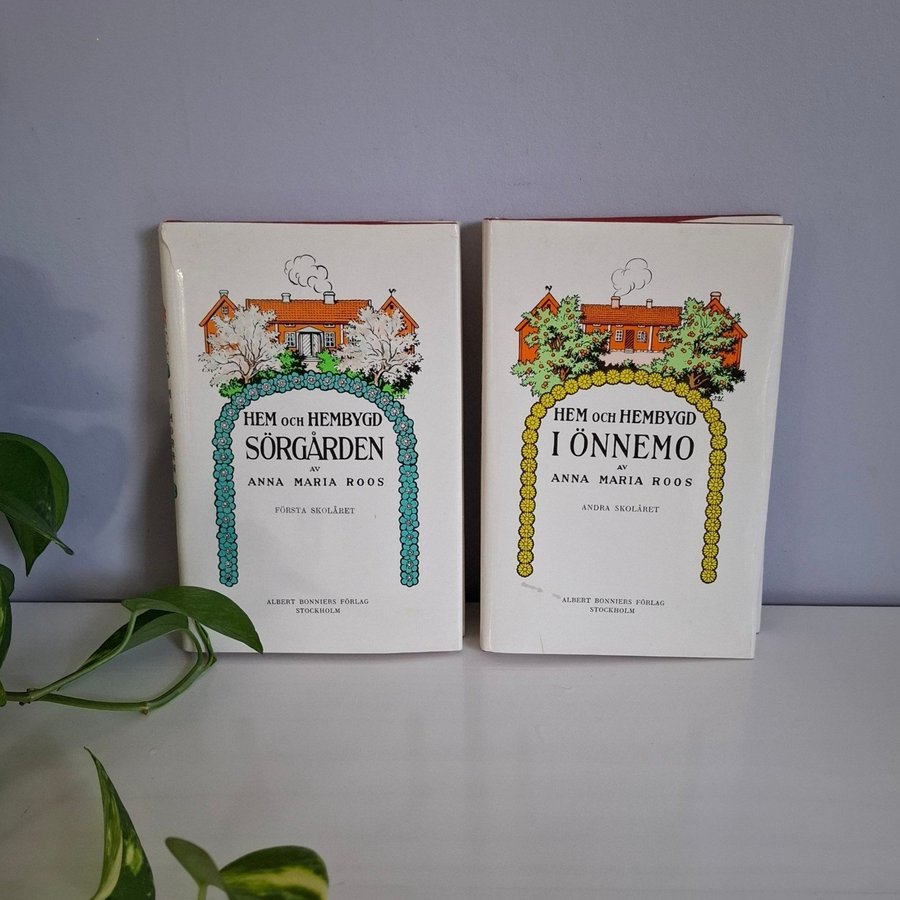 HEM OCH HEMBYGD
SÖRGÅRDEN
AV
ANNA MARIA ROOS
FÖRSTA SKOLÅRET
ALBERT BONNIERS FÖRLAG
STOCKHOLM
HEM OCH HEMBYGD
I ÖNNEMO
AV
ANNA MARIA ROOS
ANDRA SKOLÅRET
ALBERT BONNIERS FÖRLAG
STOCKHOLM